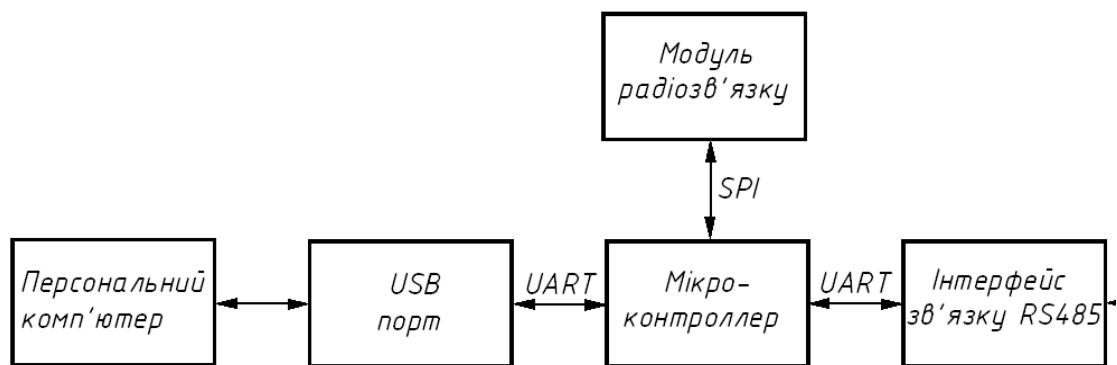 Модуль
радіозв'язку
SPI
Персональний
комп'ютер
USB
порт
UART
Мікро-
контроллер
UART
Інтерфейс
зв'язку RS485